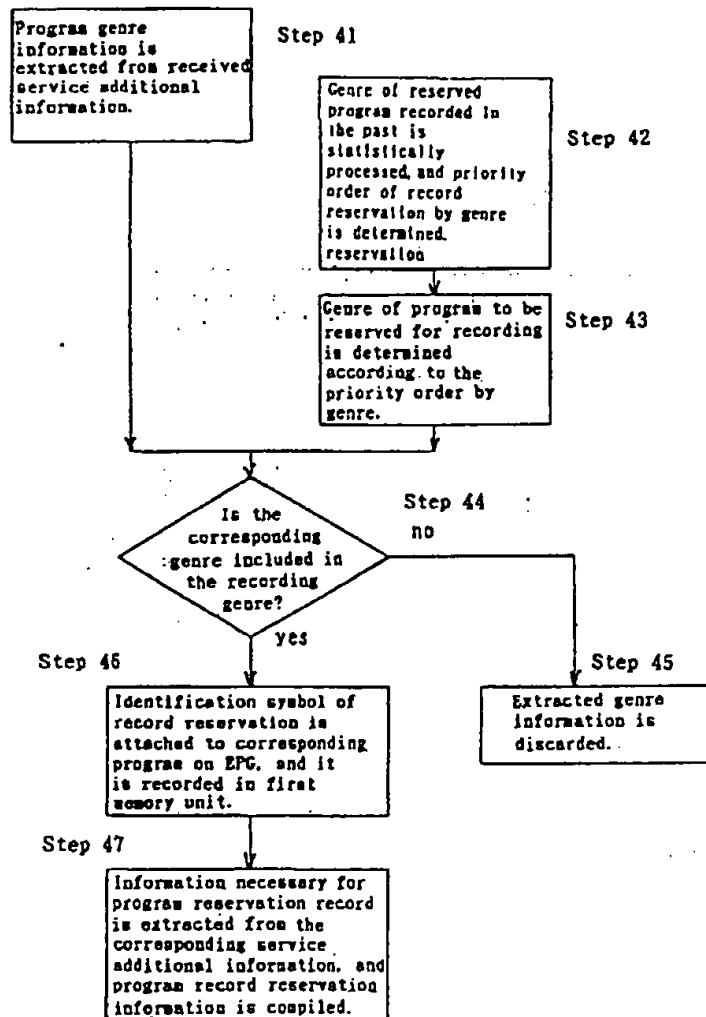 Program genre
information is
extracted from received
service additional
information.
Step 41
Genre of reserved
program recorded in
the past is
statistically
processed, and priority
order of record
reservation by genre
is determined.
reservation
Step 42
Genre of program to be
reserved for recording
is determined
according to the
priority order by
genre.
Step 43
Is the
corresponding
genre included in
the recording
genre?
Step 44
no
yes
Step 46
Step 45
Identification symbol of
record reservation is
attached to corresponding
program on EPG, and it
is recorded in first
memory unit.
Extracted genre
information is
discarded.
Step 47
Information necessary for
program reservation record
is extracted from the
corresponding service
additional information, and
program record reservation
information is compiled.